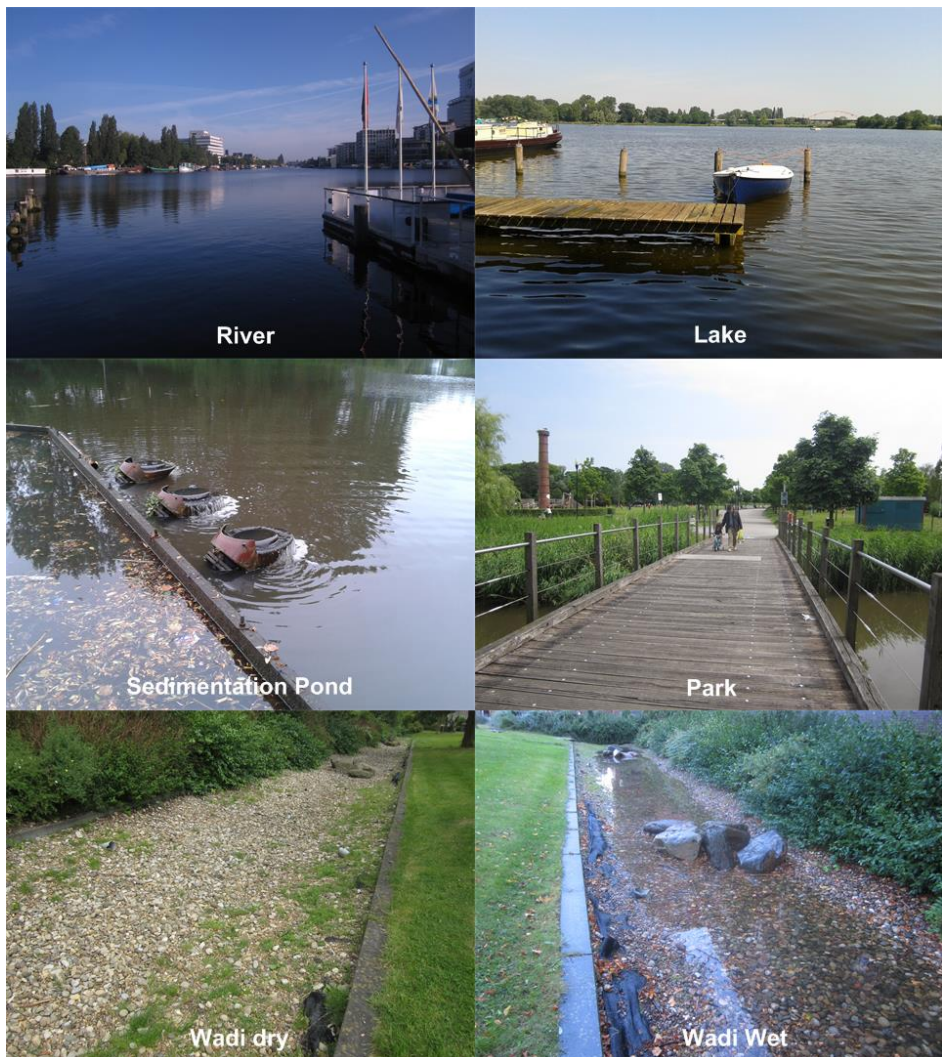 River
Lake
Sedimentation Pond
Park
Wadi dry
Wadi Wet